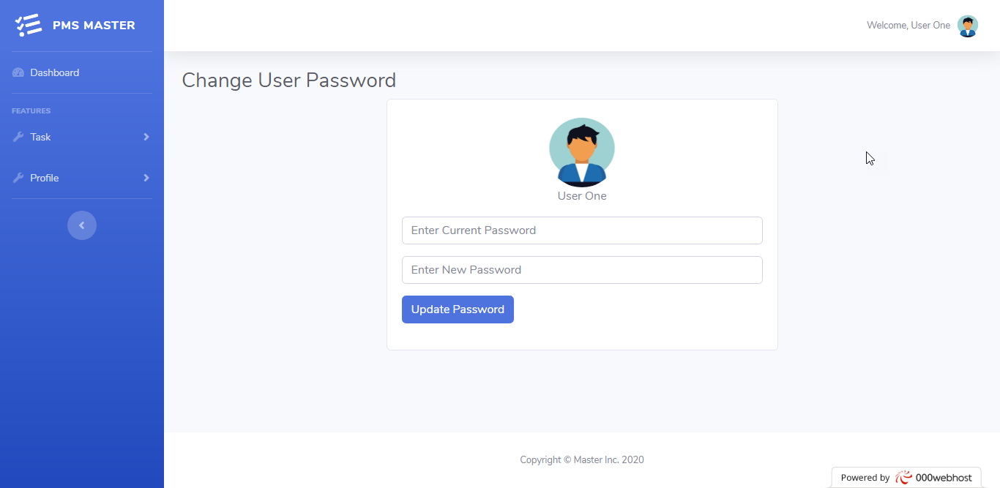 PMS MASTER
Welcome, User One
Dashboard
FEATURES
Task
Profile
Change User Password
User One
Enter Current Password
Enter New Password
Update Password
Copyright © Master Inc. 2020
Powered by 000webhost